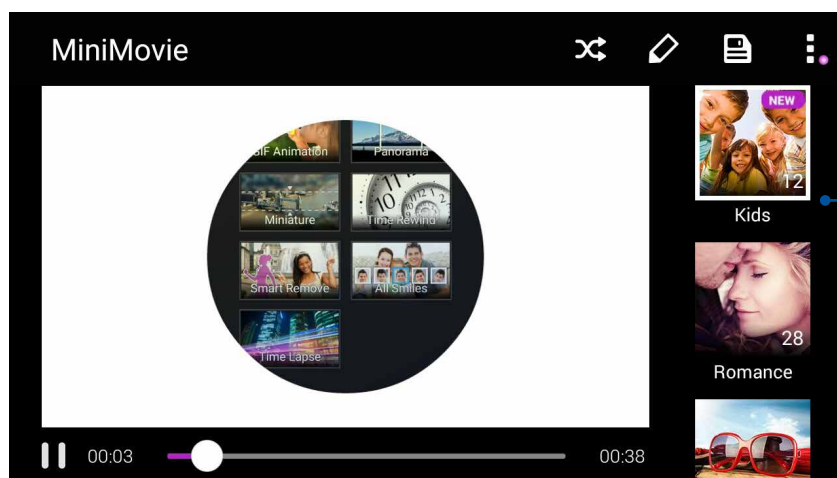 MiniMovie
GIF Animation
Panorama
Miniature
Time Rewind
Smart Remove
All Smiles
Time Lapse
00:03
00:38
NEW
12
Kids
28
Romance